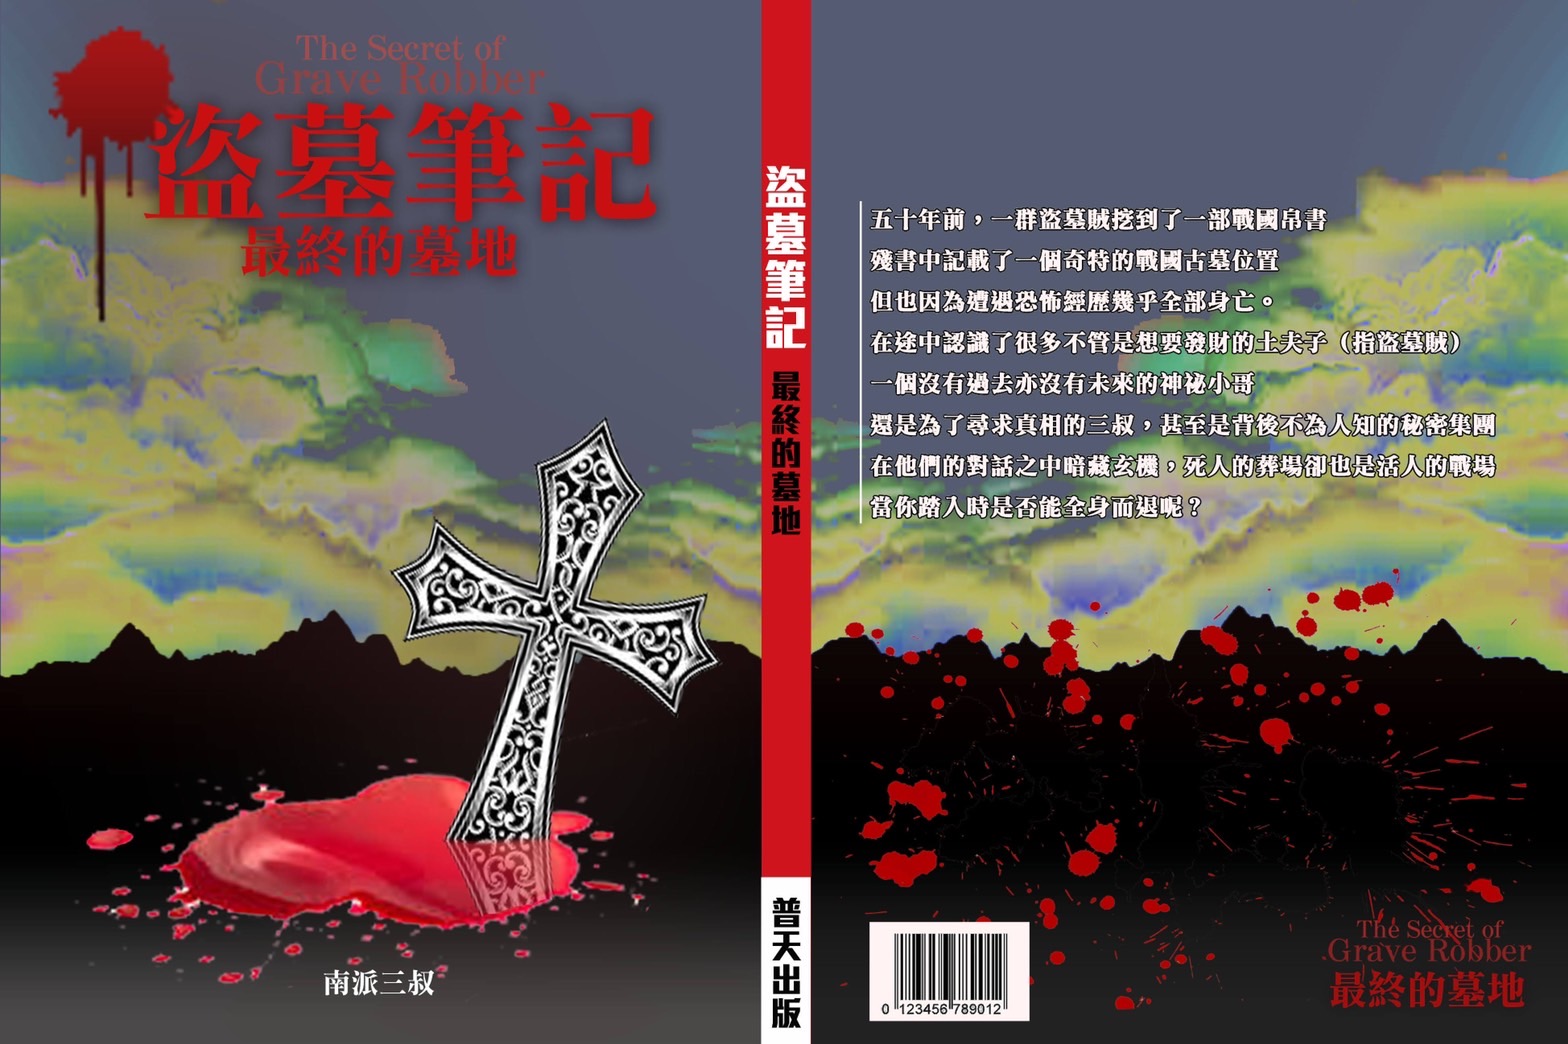 The Secret of
Grave Robber
盜墓筆記
最終的墓地
南派三叔
盜墓筆記
最終的墓地
普天出版
五十年前，一群盜墓賊挖到了一部戰國帛書
殘書中記載了一個奇特的戰國古墓位置
但也因為遭遇恐怖經歷幾乎全部身亡。
在途中認識了很多不管是想要發財的土夫子（指盜墓賊）
一個沒有過去亦沒有未來的神祕小哥
還是為了尋求真相的三叔，甚至是背後不為人知的秘密集團
在他們的對話之中暗藏玄機，死人的葬場卻也是活人的戰場
當你踏入時是否能全身而退呢？
0 123456 789012
The Secret of
Grave Robber
最終的墓地